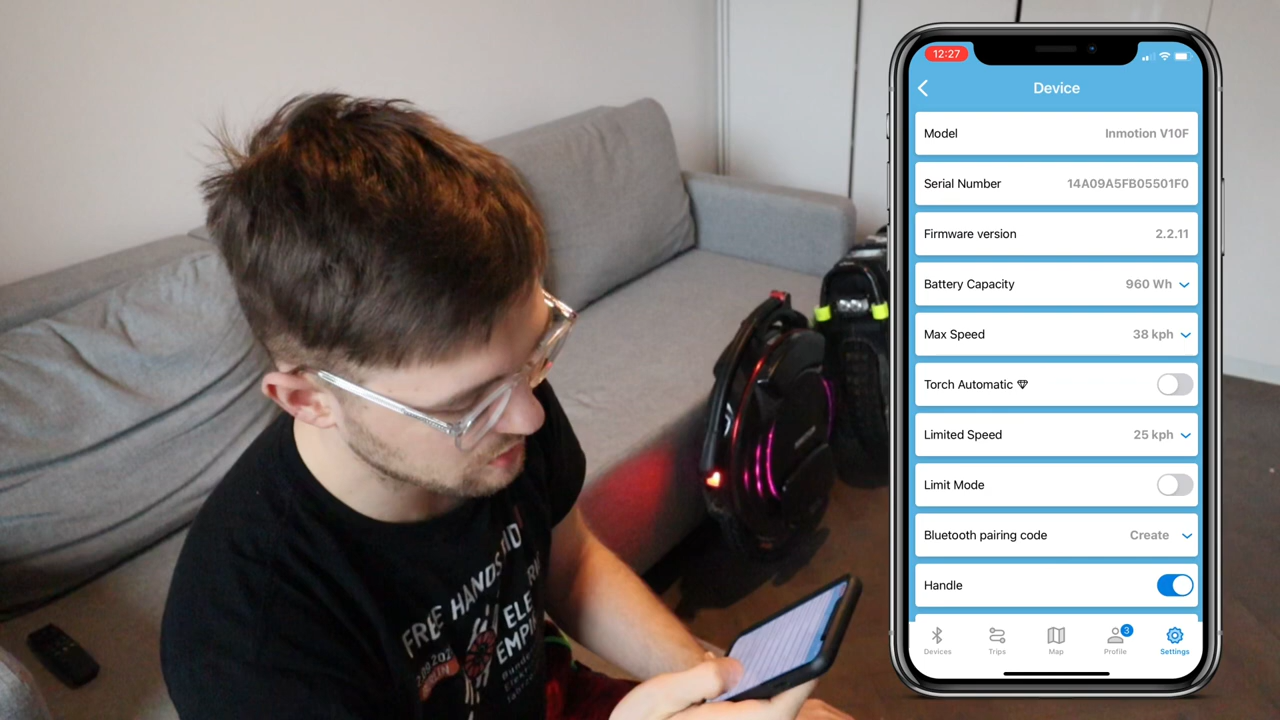 12:27
Device
Model Inmotion V10F
Serial Number 14A09A5FB05501F0
Firmware version 2.2.11
Battery Capacity 960 Wh
Max Speed 38 kph
Torch Automatic
Limited Speed 25 kph
Limit Mode
Bluetooth pairing code Create
Handle
Devices Trips Map Profile 3 Settings
FREE HANDS
ELE
EMPIR